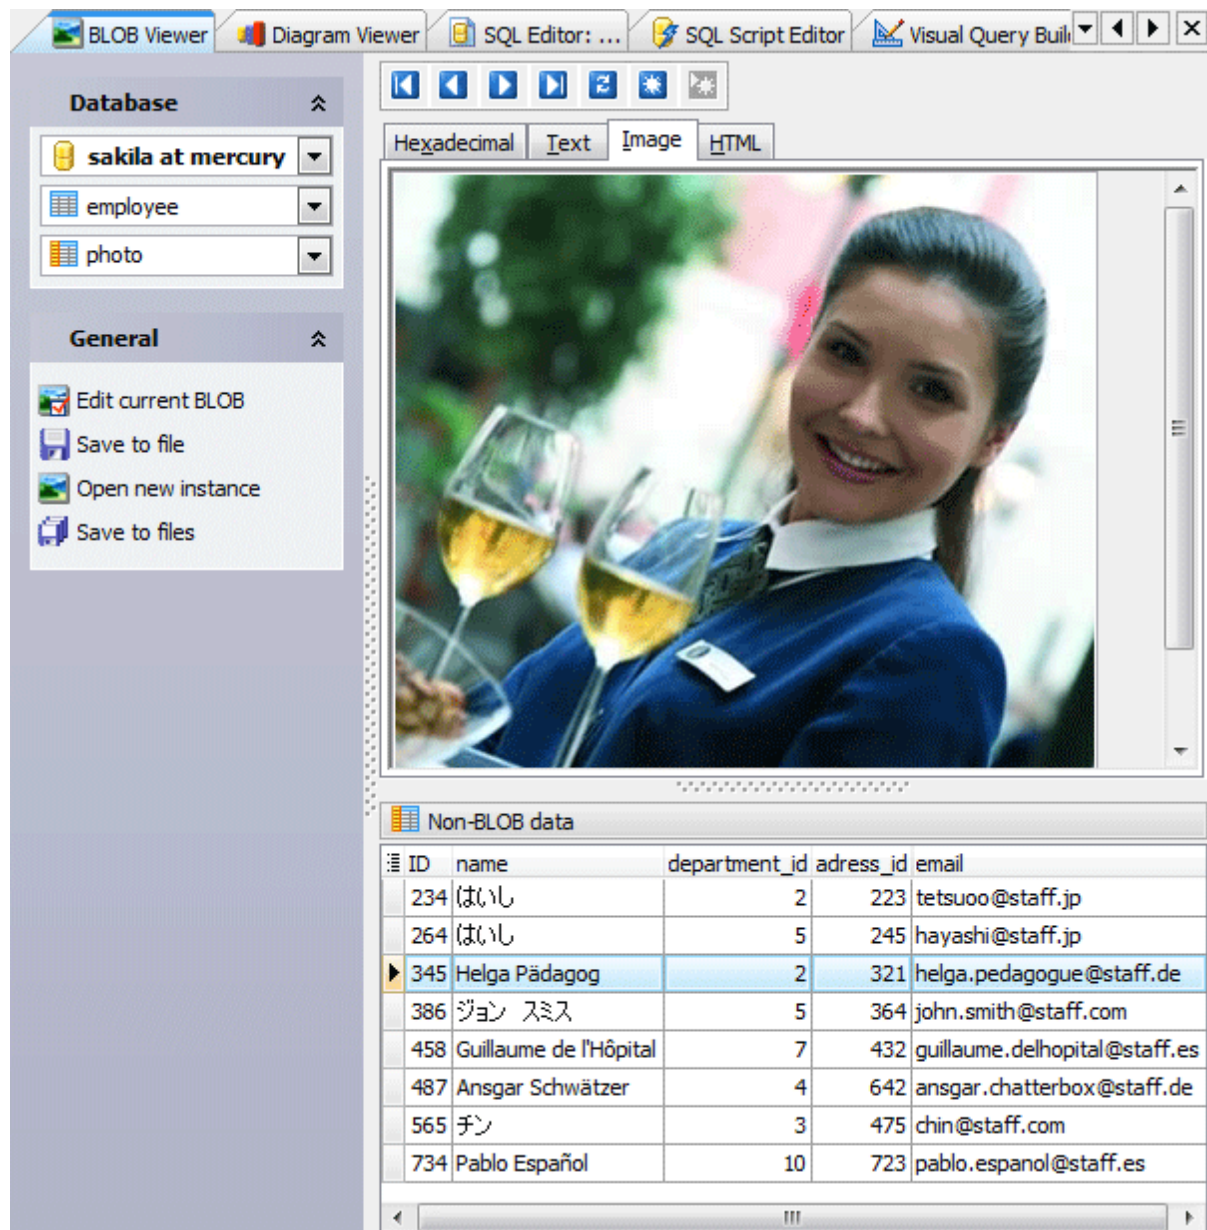 BLOB Viewer Diagram Viewer SQL Editor: ... SQL Script Editor Visual Query Buil
Database
sakila at mercury
employee
photo
General
Edit current BLOB
Save to file
Open new instance
Save to files
Hexadecimal Text Image HTML
Non-BLOB data
ID name department_id adress_id email
234 はいし 2 223 tetsuoo@staff.jp
264 はいし 5 245 hayashi@staff.jp
345 Helga Pädagog 2 321 helga.pedagogue@staff.de
386 ジョン スミス 5 364 john.smith@staff.com
458 Guillaume de l'Hôpital 7 432 guillaume.delhopital@staff.es
487 Ansgar Schwätzer 4 642 ansgar.chatterbox@staff.de
565 チン 3 475 chin@staff.com
734 Pablo Español 10 723 pablo.espanol@staff.es